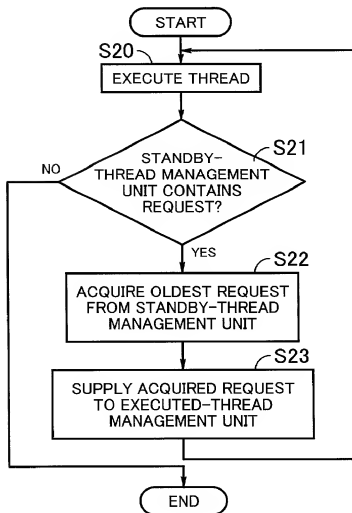 START
S20
EXECUTE THREAD
S21
STANDBY-
THREAD MANAGEMENT
UNIT CONTAINS
REQUEST?
NO
YES
S22
ACQUIRE OLDEST REQUEST
FROM STANDBY-THREAD
MANAGEMENT UNIT
S23
SUPPLY ACQUIRED REQUEST
TO EXECUTED-THREAD
MANAGEMENT UNIT
END